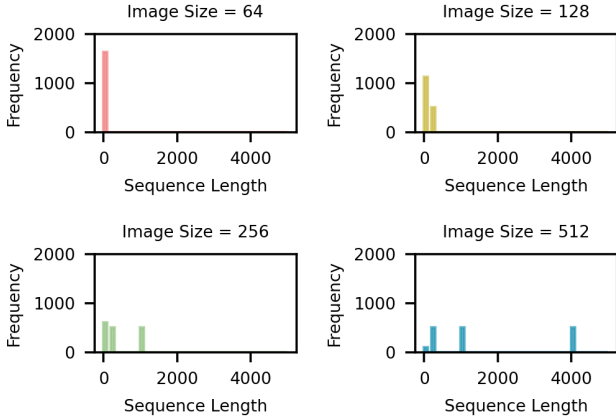 Image Size = 64
Frequency
2000
1000
0
0 2000 4000
Sequence Length
Image Size = 128
Frequency
2000
1000
0
0 2000 4000
Sequence Length
Image Size = 256
Frequency
2000
1000
0
0 2000 4000
Sequence Length
Image Size = 512
Frequency
2000
1000
0
0 2000 4000
Sequence Length